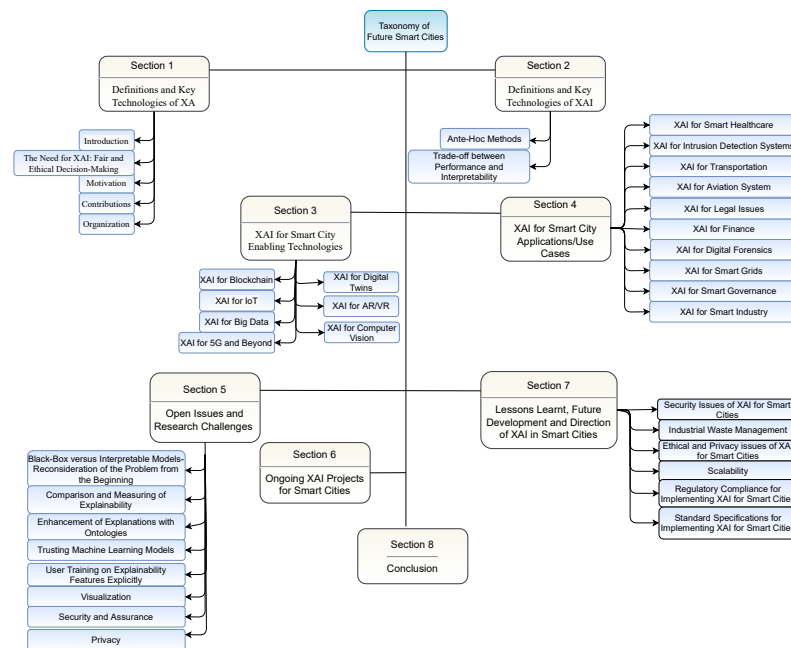 Taxonomy of
Future Smart Cities
Section 1
Definitions and Key
Technologies of XA
Introduction
The Need for XAI: Fair and
Ethical Decision-Making
Motivation
Contributions
Organization
Section 2
Definitions and Key
Technologies of XAI
Ante-Hoc Methods
Trade-off between
Performance and
Interpretability
Section 3
XAI for Smart City
Enabling Technologies
XAI for Blockchain
XAI for IoT
XAI for Big Data
XAI for 5G and Beyond
XAI for Digital
Twins
XAI for AR/VR
XAI for Computer
Vision
Section 4
XAI for Smart City
Applications/Use
Cases
XAI for Smart Healthcare
XAI for Intrusion Detection Systems
XAI for Transportation
XAI for Aviation System
XAI for Legal Issues
XAI for Finance
XAI for Digital Forensics
XAI for Smart Grids
XAI for Smart Governance
XAI for Smart Industry
Section 5
Open Issues and
Research Challenges
Black-Box versus Interpretable Models-
Reconsideration of the Problem from
the Beginning
Comparison and Measuring of
Explainability
Enhancement of Explanations with
Ontologies
Trusting Machine Learning Models
User Training on Explainability
Features Explicitly
Visualization
Security and Assurance
Privacy
Section 6
Ongoing XAI Projects
for Smart Cities
Section 7
Lessons Learnt, Future
Development and Direction
of XAI in Smart Cities
Security Issues of XAI for Smart
Cities
Industrial Waste Management
Ethical and Privacy issues of XAI
for Smart Cities
Scalability
Regulatory Compliance for
Implementing XAI for Smart Cities
Standard Specifications for
Implementing XAI for Smart Cities
Section 8
Conclusion